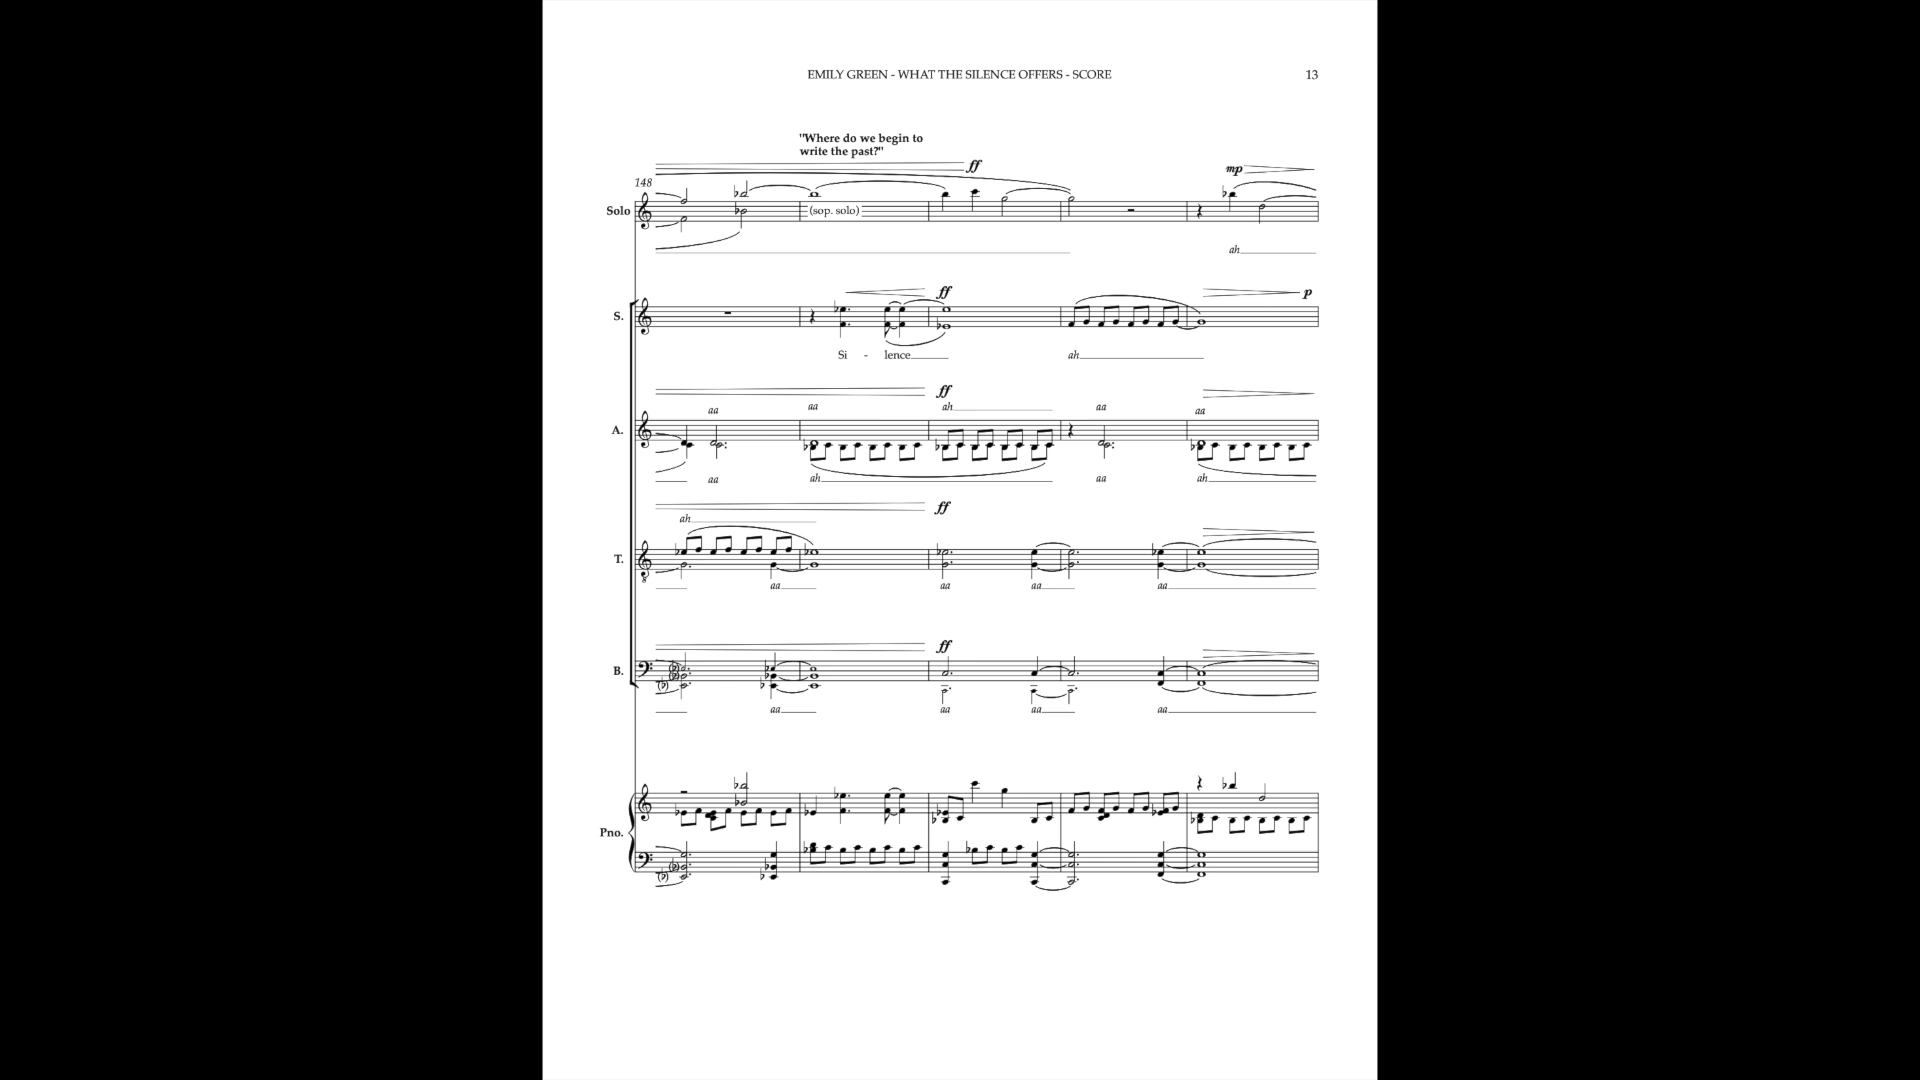 EMILY GREEN - WHAT THE SILENCE OFFERS - SCORE
13
"Where do we begin to
write the past?"
ff
mp
148
Solo
(sop. solo)
ah
ff
p
S.
Si - lence
ah
ff
aa aa ah aa aa
A.
aa ah aa ah
ff
ah
T.
8
aa aa aa aa
ff
B.
aa aa aa aa
Pno.